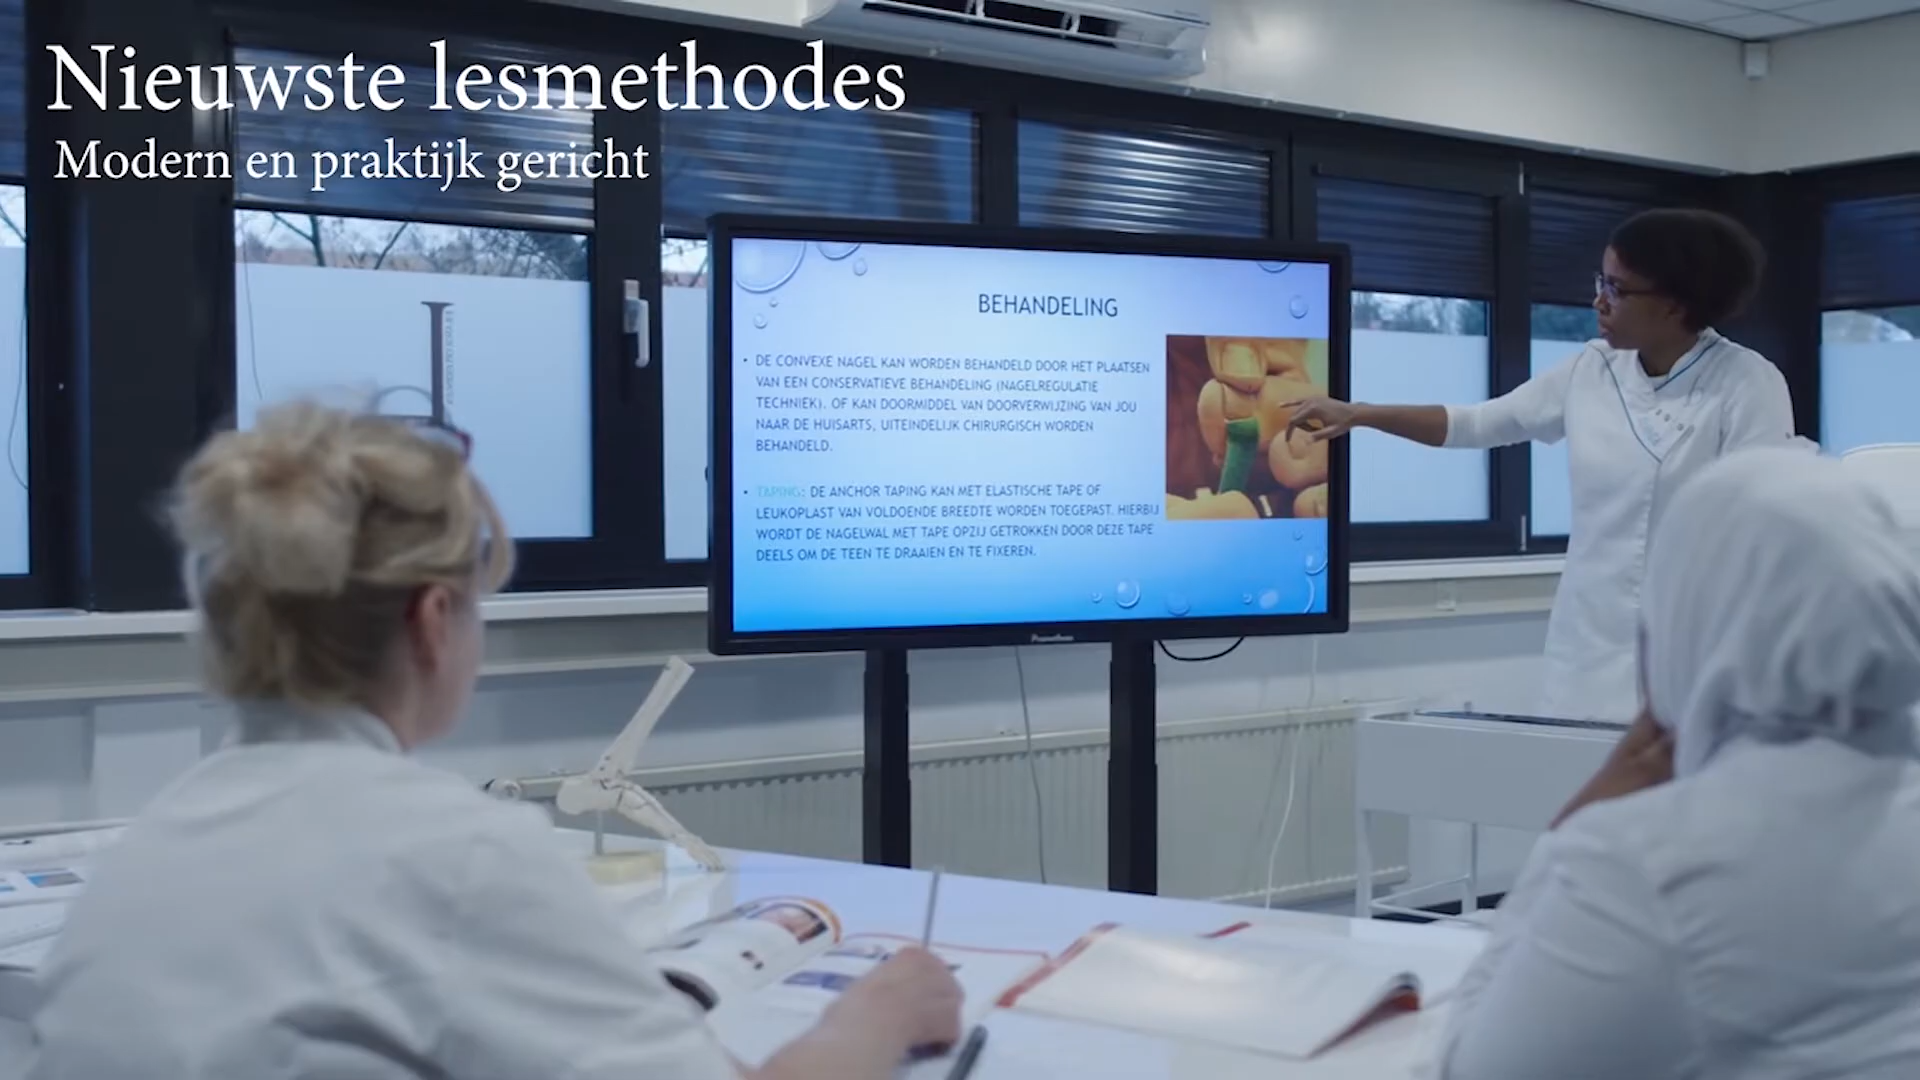 Nieuwste lesmethodes
Modern en praktijk gericht
BEHANDELING
• DE CONVEXE NAGEL KAN WORDEN BEHANDELD DOOR HET PLAATSEN
VAN EEN CONSERVATIEVE BEHANDELING (NAGELREGULATIE
TECHNIEK). OF KAN DOORMIDDEL VAN DOORVERWIJZING VAN JOU
NAAR DE HUISARTS, UITEINDELIJK CHIRURGISCH WORDEN
BEHANDELD.
• TAPING: DE ANCHOR TAPING KAN MET ELASTISCHE TAPE OF
LEUKOPLAST VAN VOLDOENDE BREEDTE WORDEN TOEGEPAST. HIERBIJ
WORDT DE NAGELWAL MET TAPE OPZIJ GETROKKEN DOOR DEZE TAPE
DEELS OM DE TEEN TE DRAAIEN EN TE FIXEREN.
Promethean